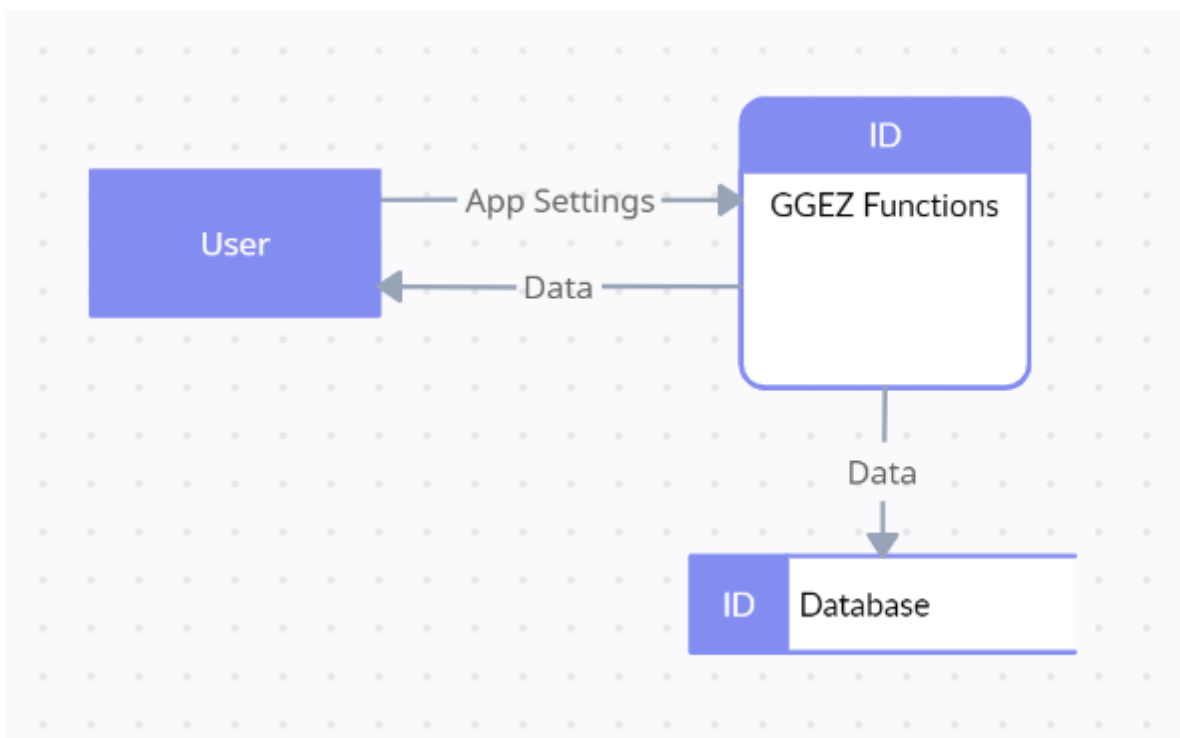 ID
App Settings
GGEZ Functions
User
Data
Data
ID
Database